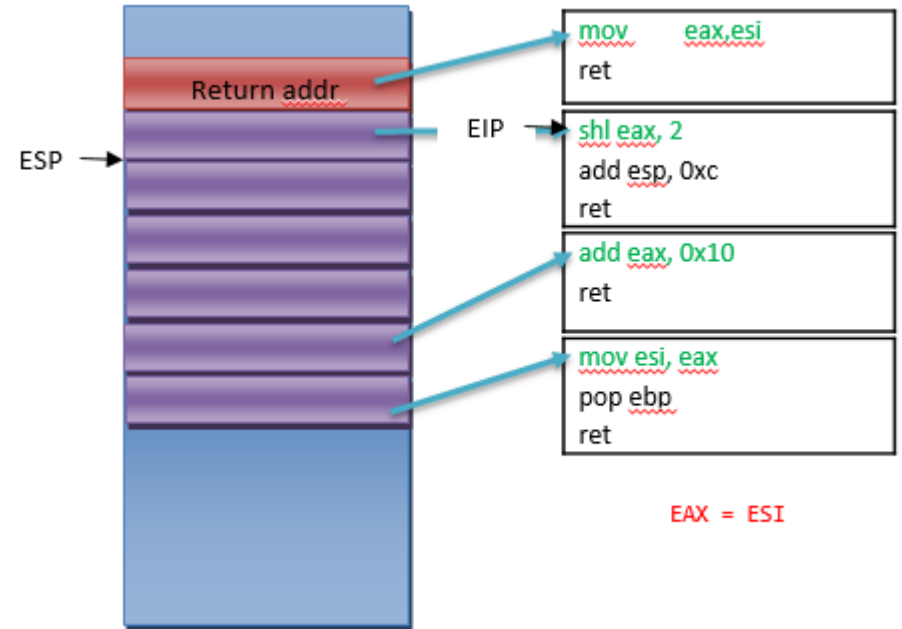 mov eax,esi
ret
Return addr
EIP
shl eax, 2
ESP
add esp, 0xc
ret
add eax, 0x10
ret
mov esi, eax
pop ebp
ret
EAX = ESI